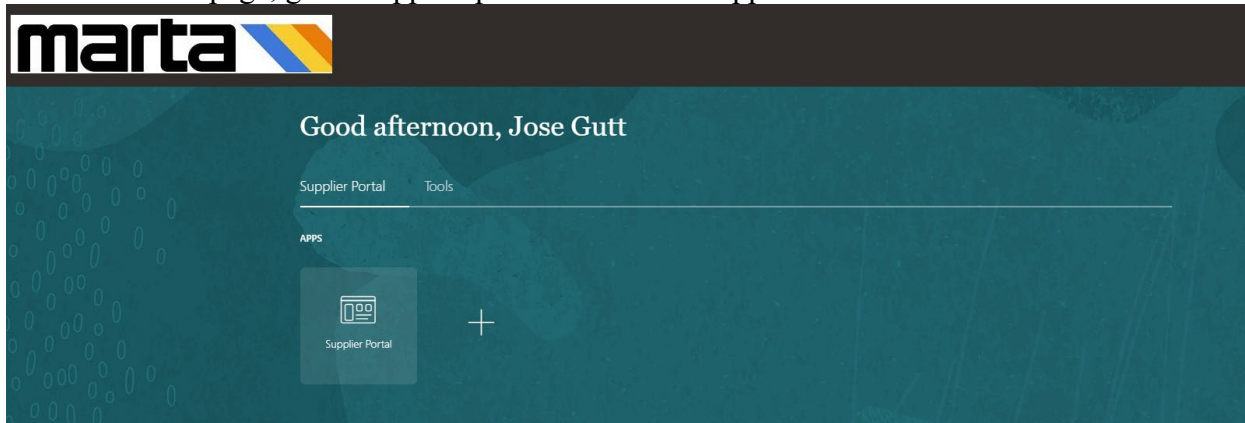 marta
Good afternoon, Jose Gutt
Supplier Portal Tools
APPS
Supplier Portal